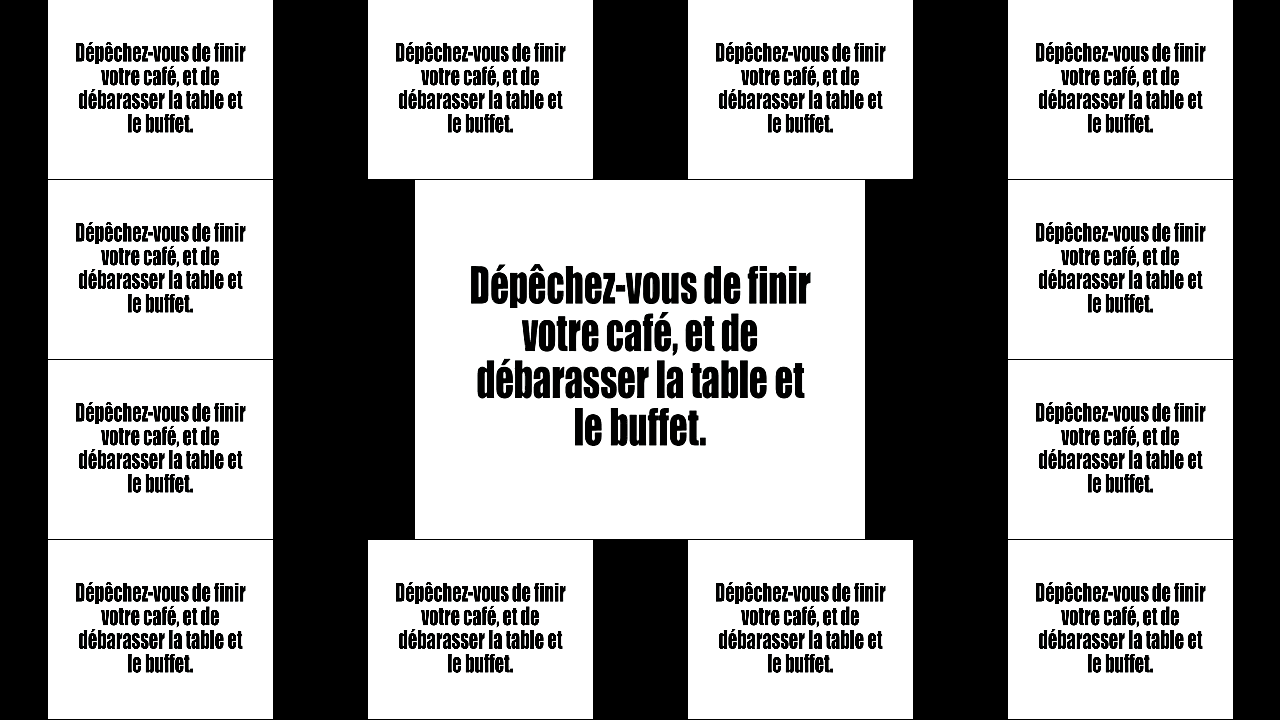 Dépêchez-vous de finir
votre café, et de
débarasser la table et
le buffet.
Dépêchez-vous de finir
votre café, et de
débarasser la table et
le buffet.
Dépêchez-vous de finir
votre café, et de
débarasser la table et
le buffet.
Dépêchez-vous de finir
votre café, et de
débarasser la table et
le buffet.
Dépêchez-vous de finir
votre café, et de
débarasser la table et
le buffet.
Dépêchez-vous de finir
votre café, et de
débarasser la table et
le buffet.
Dépêchez-vous de finir
votre café, et de
débarasser la table et
le buffet.
Dépêchez-vous de finir
votre café, et de
débarasser la table et
le buffet.
Dépêchez-vous de finir
votre café, et de
débarasser la table et
le buffet.
Dépêchez-vous de finir
votre café, et de
débarasser la table et
le buffet.
Dépêchez-vous de finir
votre café, et de
débarasser la table et
le buffet.
Dépêchez-vous de finir
votre café, et de
débarasser la table et
le buffet.
Dépêchez-vous de finir
votre café, et de
débarasser la table et
le buffet.